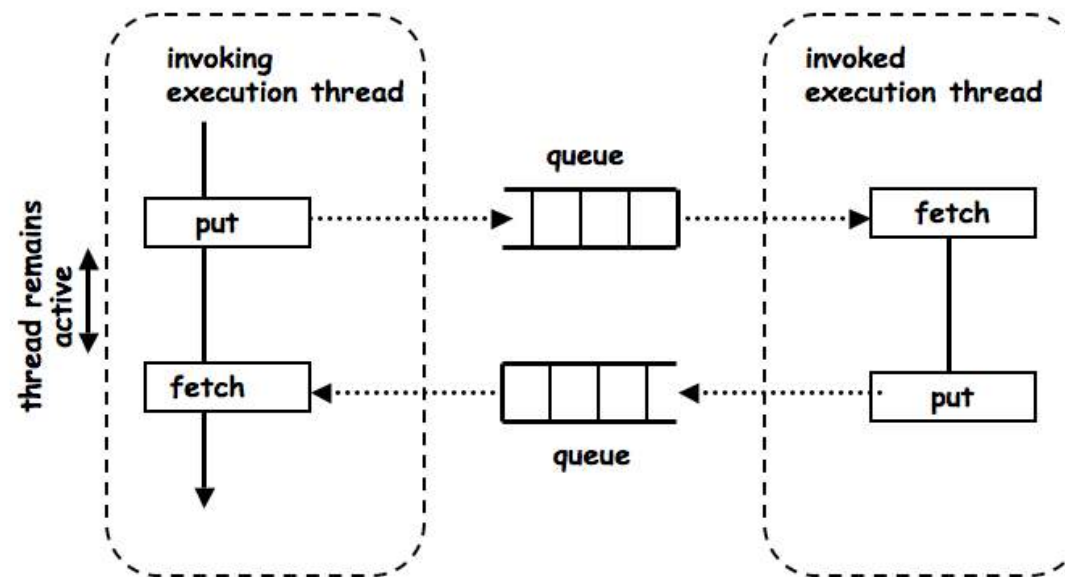 invoking
execution thread
invoked
execution thread
queue
put
fetch
thread remains
active
fetch
put
queue